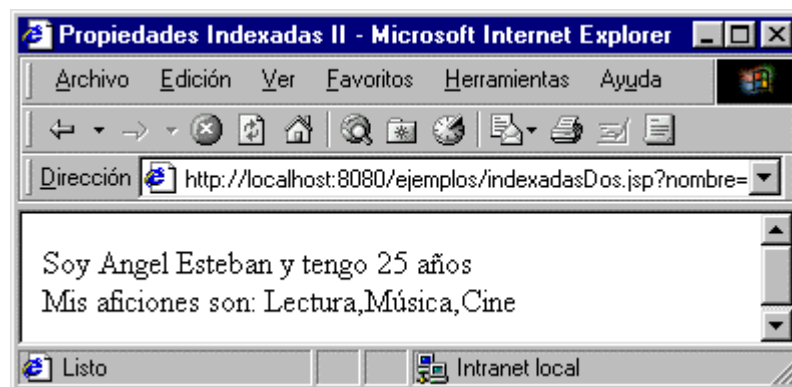 Propiedades Indexadas II - Microsoft Internet Explorer
Archivo Edición Ver Favoritos Herramientas Ayuda
Dirección http://localhost:8080/ejemplos/indexadasDos.jsp?nombre=
Soy Angel Esteban y tengo 25 años
Mis aficiones son: Lectura,Música,Cine
Listo Intranet local